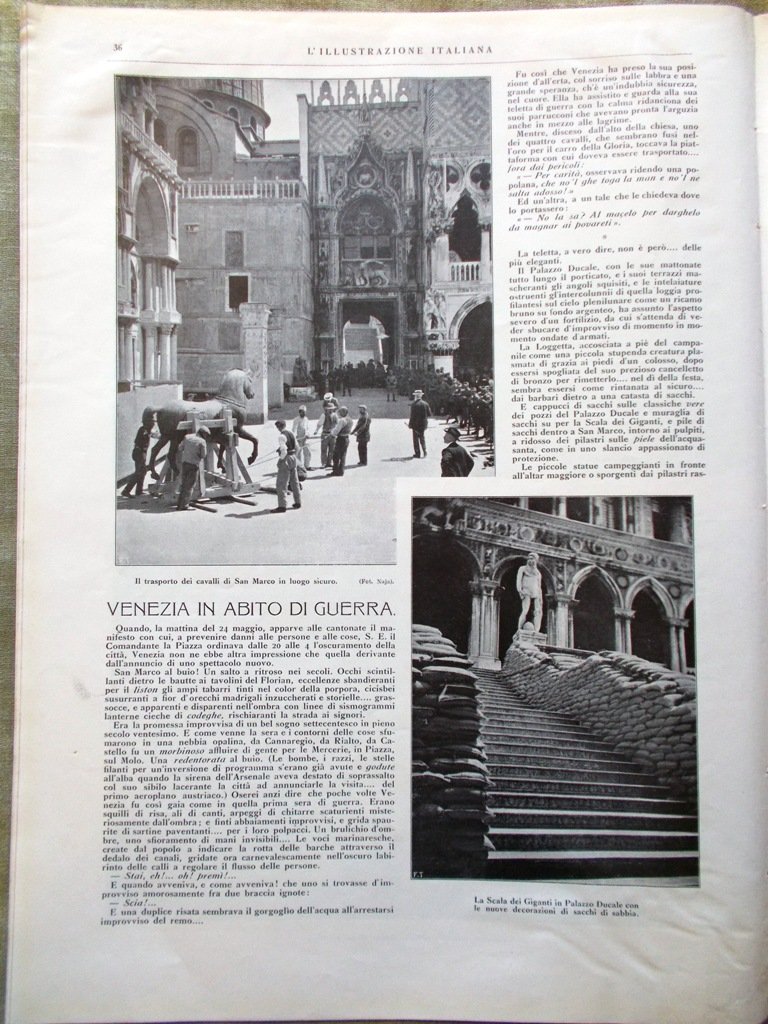 36
L'ILLUSTRAZIONE ITALIANA
Il trasporto dei cavalli di San Marco in luogo sicuro. (Fot. Naja).
VENEZIA IN ABITO DI GUERRA.
Quando, la mattina del 24 maggio, apparve alle cantonate il ma-
nifesto con cui, a prevenire danni alle persone e alle cose, S. E. il
Comandante la Piazza ordinava dalle 20 alle 4 l'oscuramento della
città, Venezia non ne ebbe altra impressione che quella derivante
dall'annuncio di uno spettacolo nuovo.
San Marco al buio! Un salto a ritroso nei secoli. Occhi scintil-
lanti dietro le bautte ai tavolini del Florian, eccellenze sbandieranti
per il liston gli ampi tabarri tinti nel color della porpora, cicisbei
susurranti a fior d'orecchi madrigali inzuccherati e storielle.... gras-
socce, e apparenti e disparenti nell'ombra con linee di sismogrammi
lanterne cieche di codeghe, rischiaranti la strada ai signori.
Era la promessa improvvisa di un bel sogno settecentesco in pieno
secolo ventesimo. E come venne la sera e i contorni delle cose sfu-
marono in una nebbia opalina, da Cannaregio, da Rialto, da Ca-
stello fu un morbinoso affluire di gente per le Mercerie, in Piazza,
sul Molo. Una redentorata al buio. (Le bombe, i razzi, le stelle
filanti per un'inversione di programma s'erano già avute e godute
all'alba quando la sirena dell'Arsenale aveva destato di soprassalto
col suo sibilo lacerante la città ad annunciarle la visita.... del
primo aeroplano austriaco.) Oserei anzi dire che poche volte Ve-
nezia fu così gaia come in quella prima sera di guerra. Erano
squilli di risa, ali di canti, arpeggi di chitarre scaturienti miste-
riosamente dall'ombra; e finti abbaiamenti improvvisi, e grida spau-
rite di sartine paventanti.... per i loro polpacci. Un brulichio d'om-
bre, uno sfioramento di mani invisibili.... Le voci marinaresche,
create dal popolo a indicare la rotta delle barche attraverso il
dedalo dei canali, gridate ora carnevalescamente nell'oscuro labi-
rinto delle calli a regolare il flusso delle persone.
— Stai, eh!... oh! premi!...
E quando avveniva, e come avveniva! che uno si trovasse d'im-
provviso amorosamente fra due braccia ignote:
— Scia!...
E una duplice risata sembrava il gorgoglio dell'acqua all'arrestarsi
improvviso del remo....
Fu così che Venezia ha preso la sua posi-
zione d'all'erta, col sorriso sulle labbra e una
grande speranza, ch'è un'indubbia sicurezza,
nel cuore. Ella ha assistito e guarda alla sua
teletta di guerra con la calma ridanciona dei
suoi parrucconi che avevano pronta l'arguzia
anche in mezzo alle lagrime.
Mentre, disceso dall'alto della chiesa, uno
dei quattro cavalli, che sembrano fusi nel-
l'oro per il carro della Gloria, toccava la piat-
taforma con cui doveva essere trasportato....
fora dai pericoli:
« — Per carità, osservava ridendo una po-
polana, che no 'l ghe toga la man e no 'l ne
salta adosso! »
Ed un'altra, a un tale che le chiedeva dove
lo portassero:
« — No la sa? Al maçelo per darghelo
da magnar ai povareti ».
*
La teletta, a vero dire, non è però.... delle
più eleganti.
Il Palazzo Ducale, con le sue mattonate
tutto lungo il porticato, e i suoi terrazzi ma-
scheranti gli angoli squisiti, e le intelaiature
ostruenti gl'intercolunnii di quella loggia pro-
filantesi sul cielo plenilunare come un ricamo
bruno su fondo argenteo, ha assunto l'aspetto
severo d'un fortilizio, da cui s'attenda di ve-
der sbucare d'improvviso di momento in mo-
mento ondate d'armati.
La Loggetta, accosciata a piè del campa-
nile come una piccola stupenda creatura pla-
smata di grazia ai piedi d'un colosso, dopo
essersi spogliata del suo prezioso cancelletto
di bronzo per rimetterlo.... nel dì della festa,
sembra essersi come rintanata al sicuro....
dai barbari dietro a una catasta di sacchi.
E cappucci di sacchi sulle classiche vere
dei pozzi del Palazzo Ducale e muraglia di
sacchi su per la Scala dei Giganti, e pile di
sacchi dentro a San Marco, intorno ai pulpiti,
a ridosso dei pilastri sulle piele dell'acqua-
santa, come in uno slancio appassionato di
protezione.
Le piccole statue campeggianti in fronte
all'altar maggiore o sporgenti dai pilastri ras-
F. T
La Scala dei Giganti in Palazzo Ducale con
le nuove decorazioni di sacchi di sabbia.